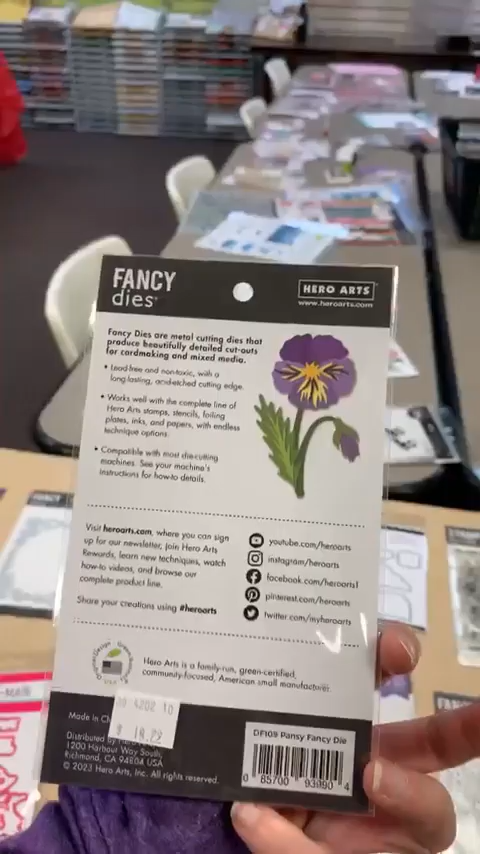 FANCY
dies
HERO ARTS
www.heroarts.com
Fancy Dies are metal cutting dies that
produce beautifully detailed cut-outs
for cardmaking and mixed media.
• Lead-free and non-toxic, with a
long lasting, acid-etched cutting edge.
• Works well with the complete line of
Hero Arts stamps, stencils, foiling
plates, inks, and papers, with endless
technique options.
• Compatible with most die-cutting
machines. See your machine's
instructions for how-to details.
Visit heroarts.com, where you can sign
up for our newsletter, join Hero Arts
Rewards, learn new techniques, watch
how-to videos, and browse our
complete product line.
Share your creations using #heroarts
youtube.com/heroarts
instagram.com/heroarts
facebook.com/heroarts1
pinterest.com/heroarts
twitter.com/myheroarts
Hero Arts is a family-run, green-certified,
community-focused, American small manufacturer.
Made in
4202 10
$ 18.29
Distributed by
1200 Harbour Way South,
Richmond, CA 94804 USA
© 2023 Hero Arts, Inc. All rights reserved.
DF109 Pansy Fancy Die
0 85700 93990 4